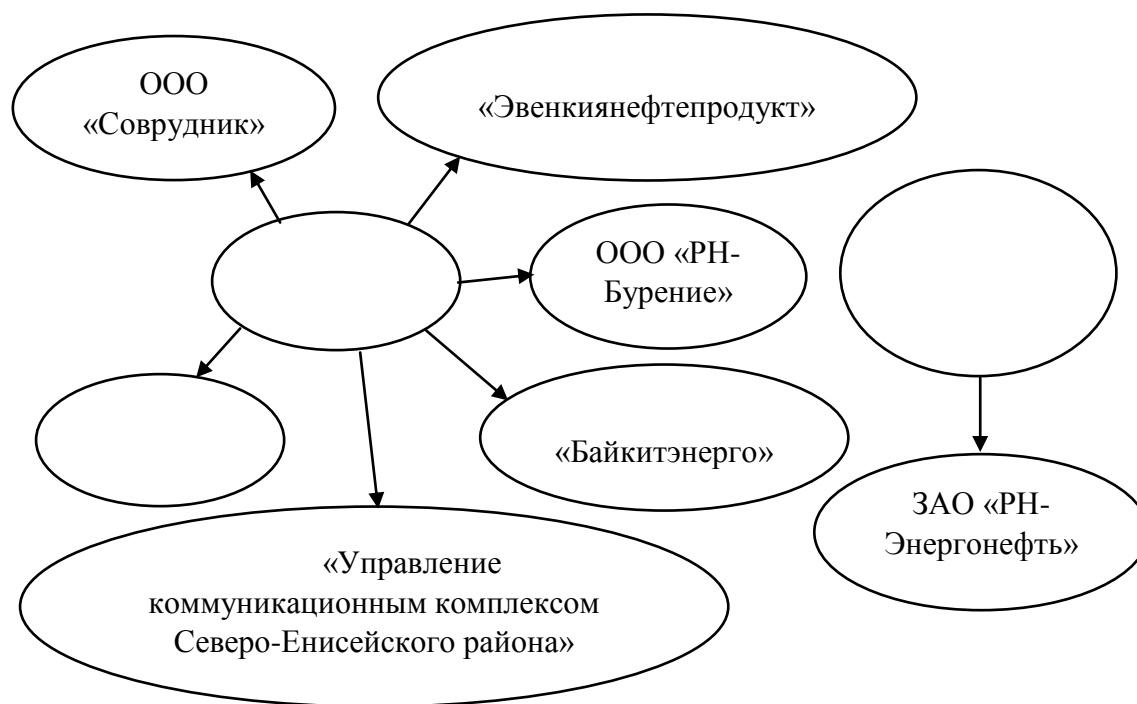 ООО
«Соврудник»
«Эвенкиянефтепродукт»
ООО «РН-
Бурение»
«Байкитэнерго»
ЗАО «РН-
Энергонефть»
«Управление
коммуникационным комплексом
Северо-Енисейского района»